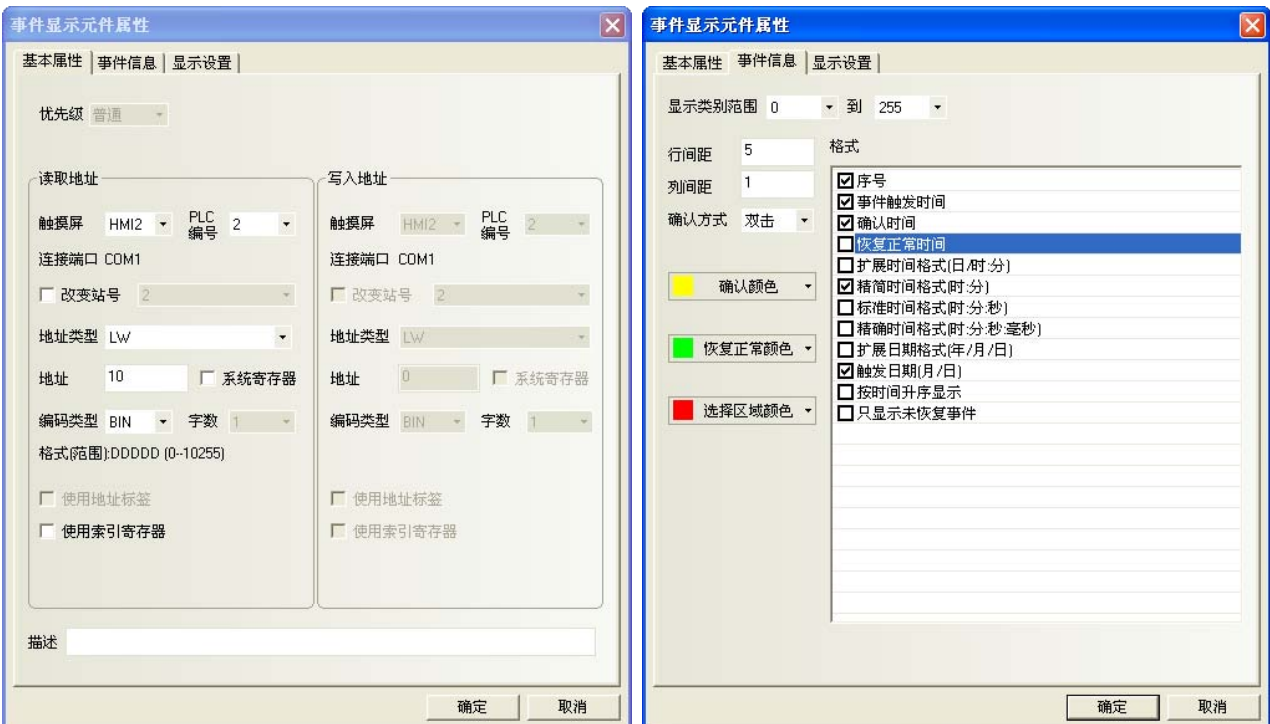 事件显示元件属性
基本属性 事件信息 显示设置
优先级 普通
读取地址
触摸屏 HMI2 PLC编号 2
连接端口 COM1
改变站号 2
地址类型 LW
地址 10 系统寄存器
编码类型 BIN 字数 1
格式(范围):DDDDD (0--10255)
使用地址标签
使用索引寄存器
写入地址
触摸屏 HMI2 PLC编号 2
连接端口 COM1
改变站号 2
地址类型 LW
地址 0 系统寄存器
编码类型 BIN 字数 1
使用地址标签
使用索引寄存器
描述
确定 取消
事件显示元件属性
基本属性 事件信息 显示设置
显示类别范围 0 到 255
行间距 5
列间距 1
确认方式 双击
确认颜色
恢复正常颜色
选择区域颜色
格式
序号
事件触发时间
确认时间
恢复正常时间
扩展时间格式(日/时:分)
精简时间格式(时:分)
标准时间格式(时:分:秒)
精确时间格式(时:分:秒:毫秒)
扩展日期格式(年/月/日)
触发日期(月/日)
按时间升序显示
只显示未恢复事件
确定 取消